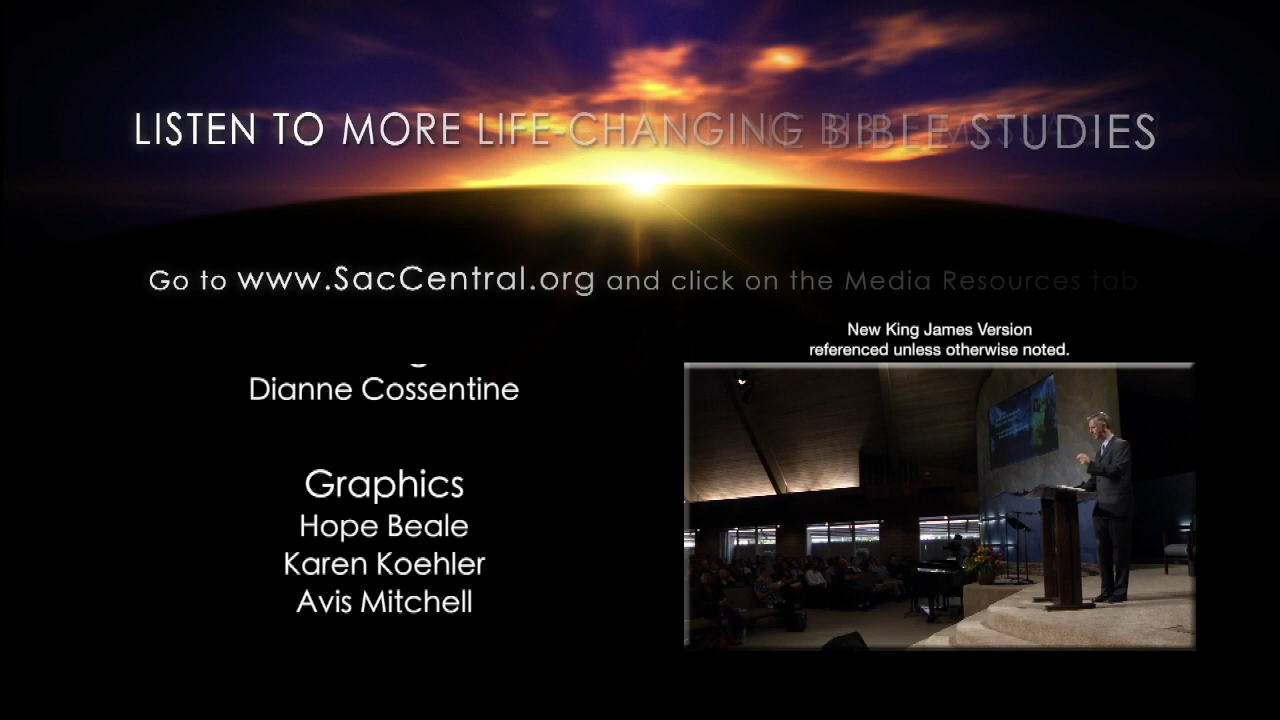 LISTEN TO MORE LIFE-CHANGING BIBLE STUDIES
Go to www.SacCentral.org and click on the Media Resources tab
New King James Version
referenced unless otherwise noted.
Dianne Cossentine
Graphics
Hope Beale
Karen Koehler
Avis Mitchell